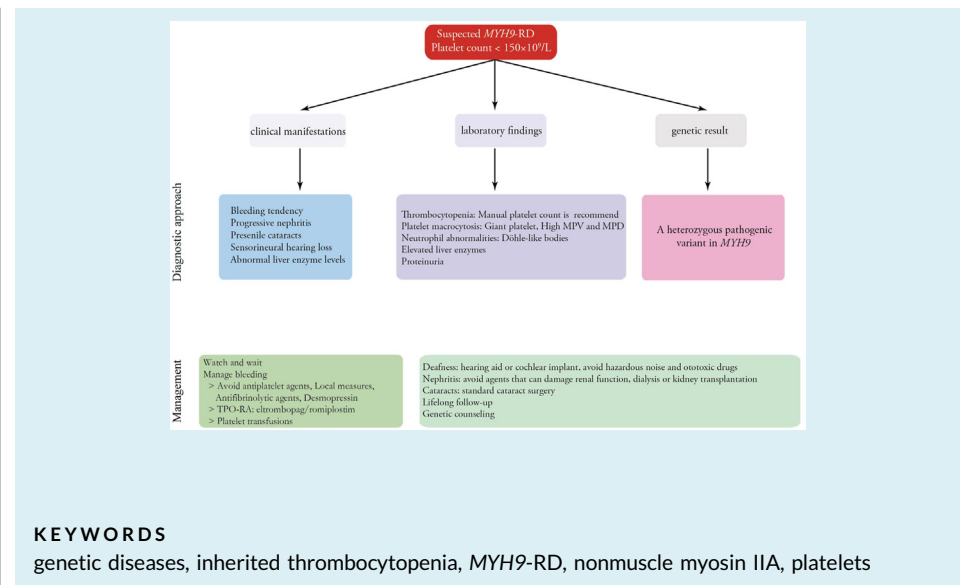 Suspected MYH9-RD
Platelet count < 150×10⁹/L
clinical manifestations
laboratory findings
genetic result
Diagnostic approach
Bleeding tendency
Progressive nephritis
Presenile cataracts
Sensorineural hearing loss
Abnormal liver enzyme levels
Thrombocytopenia: Manual platelet count is recommend
Platelet macrocytosis: Giant platelet, High MPV and MPD
Neutrophil abnormalities: Döhle-like bodies
Elevated liver enzymes
Proteinuria
A heterozygous pathogenic
variant in MYH9
Management
Watch and wait
Manage bleeding
> Avoid antiplatelet agents, Local measures,
Antifibrinolytic agents, Desmopressin
> TPO-RA: eltrombopag/romiplostim
> Platelet transfusions
Deafness: hearing aid or cochlear implant, avoid hazardous noise and ototoxic drugs
Nephritis: avoid agents that can damage renal function, dialysis or kidney transplantation
Cataracts: standard cataract surgery
Lifelong follow-up
Genetic counseling
KEYWORDS
genetic diseases, inherited thrombocytopenia, MYH9-RD, nonmuscle myosin IIA, platelets